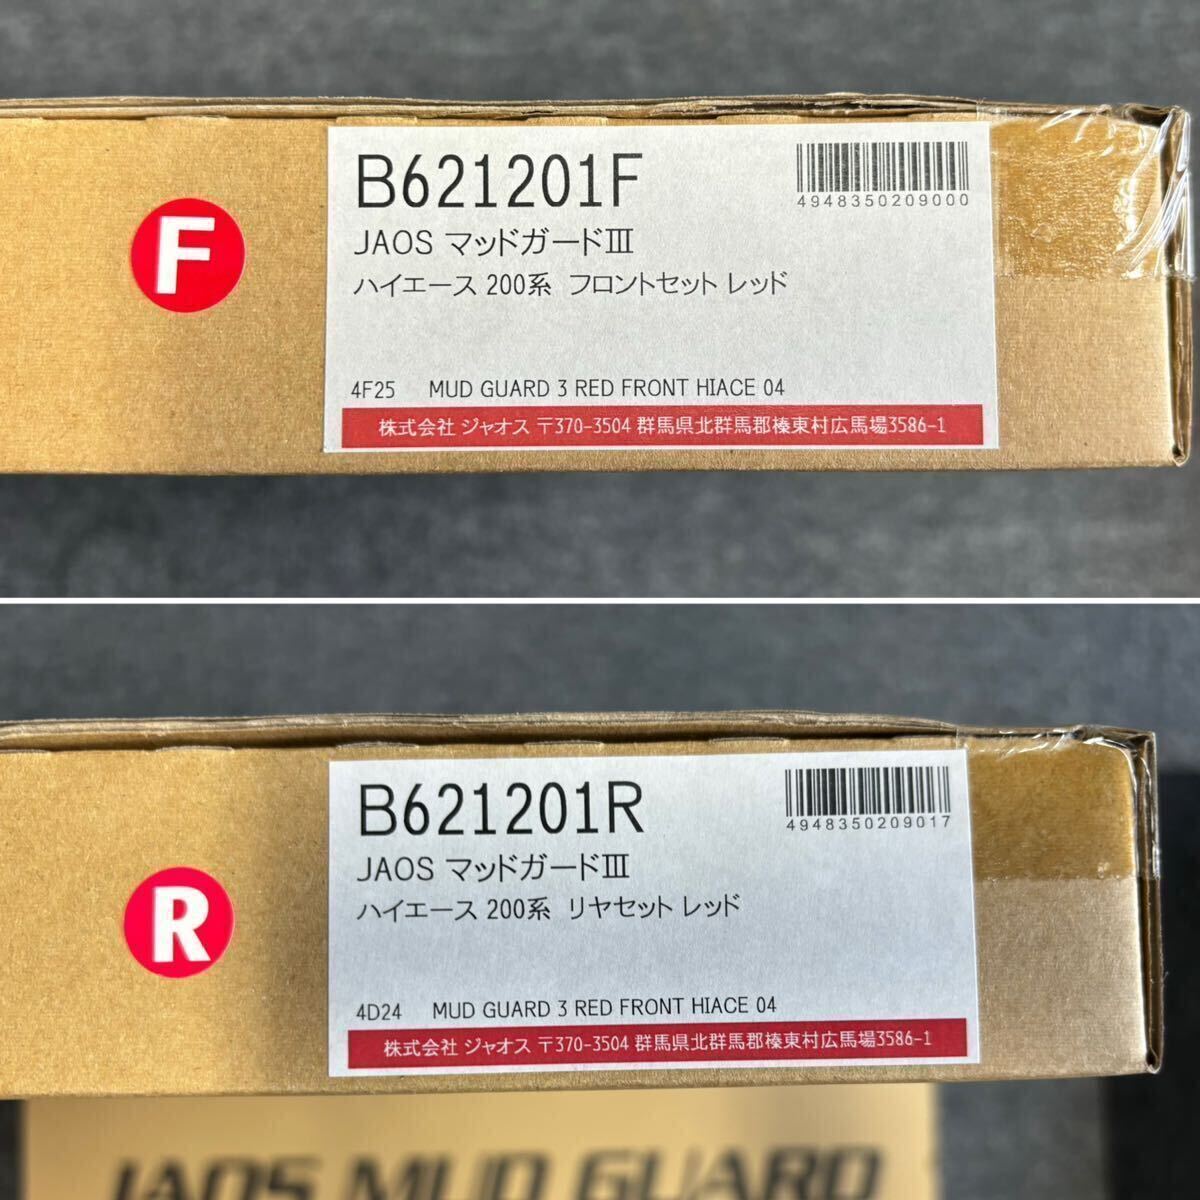 F
B621201F
4948350209000
JAOS マッドガードⅢ
ハイエース 200系 フロントセット レッド
4F25 MUD GUARD 3 RED FRONT HIACE 04
株式会社 ジャオス 〒370-3504 群馬県北群馬郡榛東村広馬場3586-1
R
B621201R
4948350209017
JAOS マッドガードⅢ
ハイエース 200系 リヤセット レッド
4D24 MUD GUARD 3 RED FRONT HIACE 04
株式会社 ジャオス 〒370-3504 群馬県北群馬郡榛東村広馬場3586-1
JAOS MUD GUARD